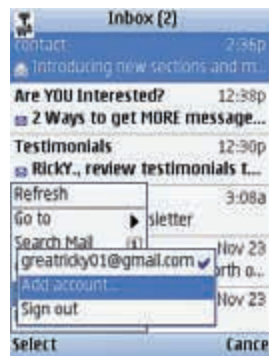 Inbox (2)
contact 2:36p
Introducing new sections and m...
Are YOU Interested? 12:38p
2 Ways to get MORE message...
Testimonials 12:30p
RickY., review testimonials t...
Refresh 3:08a
Go to sletter
Search Mail Nov 23
greatricky01@gmail.com
Add account... rth o...
Sign out Nov 23
Select Cance